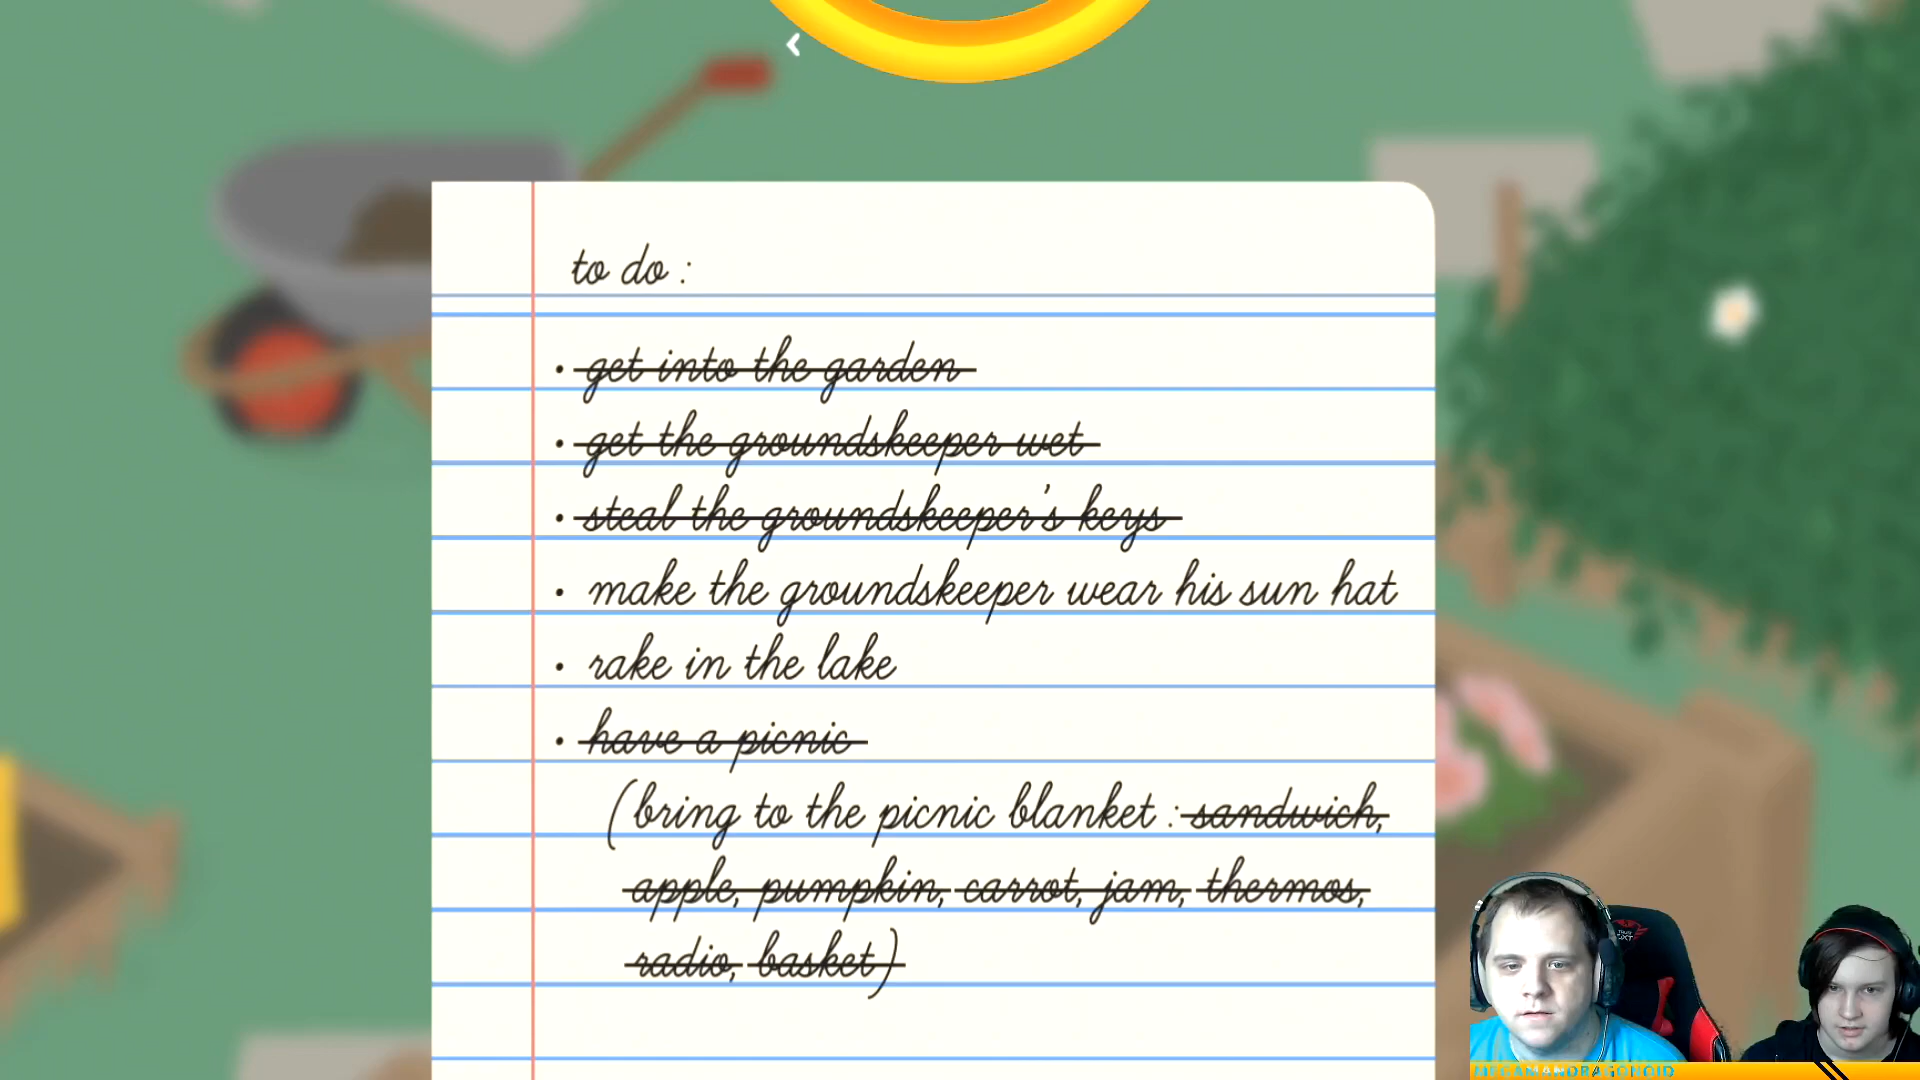 to do :
• get into the garden
• get the groundskeeper wet
• steal the groundskeeper's keys
• make the groundskeeper wear his sun hat
• rake in the lake
• have a picnic
(bring to the picnic blanket : sandwich,
apple, pumpkin, carrot, jam, thermos,
radio, basket)
MEGAMANDRAGONOID